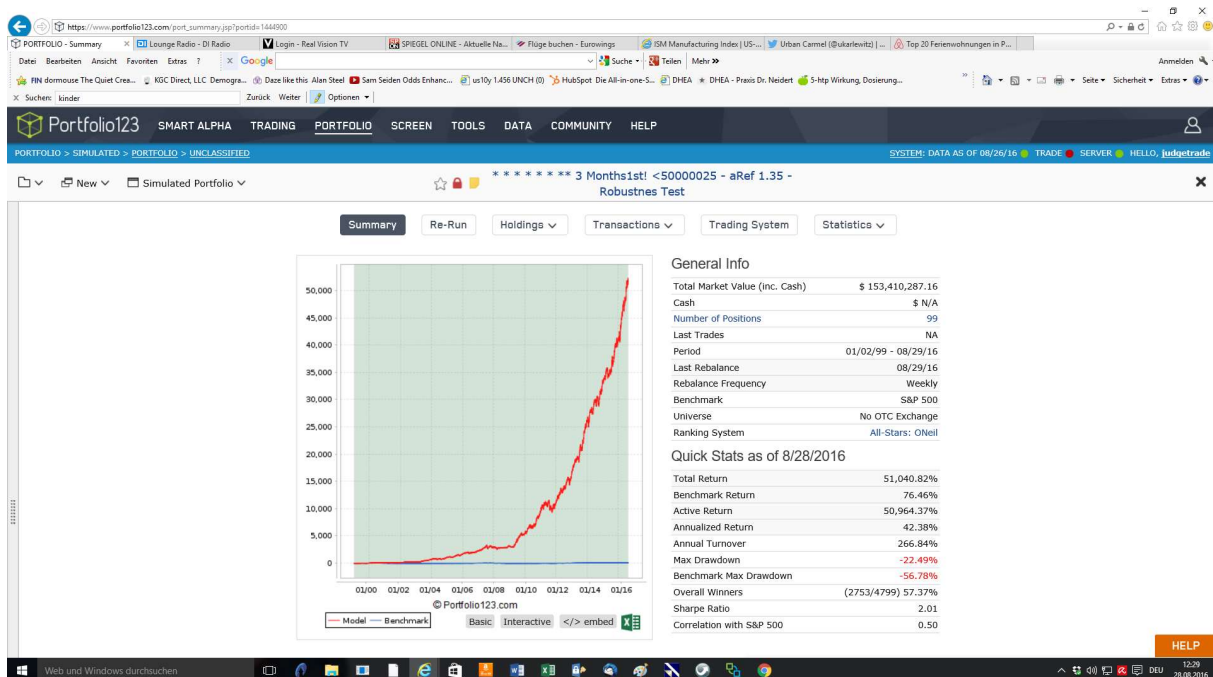 https://www.portfolio123.com/port_summary.jsp?portid=1444900
PORTFOLIO - Summary
Lounge Radio - DI Radio
Login - Real Vision TV
SPIEGEL ONLINE - Aktuelle Na...
Flüge buchen - Eurowings
ISM Manufacturing Index | US-...
Urban Carmel (@ukarlewitz) | ...
Top 20 Ferienwohnungen in P...
Datei Bearbeiten Ansicht Favoriten Extras ?
x Google
Suche
Teilen
Mehr »
Anmelden
FIN dormouse The Quiet Crea...
KGC Direct, LLC Demogra...
Daze like this Alan Steel
Sam Seiden Odds Enhanc...
us10y 1.456 UNCH (0)
HubSpot Die All-in-one-S...
DHEA
DHEA - Praxis Dr. Neidert
5-htp Wirkung, Dosierung...
»
Seite
Sicherheit
Extras
X Suchen: kinder
Zurück Weiter
Optionen
Portfolio123
SMART ALPHA TRADING PORTFOLIO SCREEN TOOLS DATA COMMUNITY HELP
PORTFOLIO > SIMULATED > PORTFOLIO > UNCLASSIFIED
SYSTEM: DATA AS OF 08/26/16 TRADE SERVER HELLO, judgetrade
New
Simulated Portfolio
* * * * * * ** 3 Months1st! <50000025 - aRef 1.35 -
Robustnes Test
Summary
Re-Run
Holdings
Transactions
Trading System
Statistics
50,000
45,000
40,000
35,000
30,000
25,000
20,000
15,000
10,000
5,000
0
01/00 01/02 01/04 01/06 01/08 01/10 01/12 01/14 01/16
© Portfolio123.com
Model Benchmark
Basic Interactive </> embed
General Info
Total Market Value (inc. Cash) $ 153,410,287.16
Cash $ N/A
Number of Positions 99
Last Trades NA
Period 01/02/99 - 08/29/16
Last Rebalance 08/29/16
Rebalance Frequency Weekly
Benchmark S&P 500
Universe No OTC Exchange
Ranking System All-Stars: ONeil
Quick Stats as of 8/28/2016
Total Return 51,040.82%
Benchmark Return 76.46%
Active Return 50,964.37%
Annualized Return 42.38%
Annual Turnover 266.84%
Max Drawdown -22.49%
Benchmark Max Drawdown -56.78%
Overall Winners (2753/4799) 57.37%
Sharpe Ratio 2.01
Correlation with S&P 500 0.50
HELP
Web und Windows durchsuchen
DEU
12:29
28.08.2016